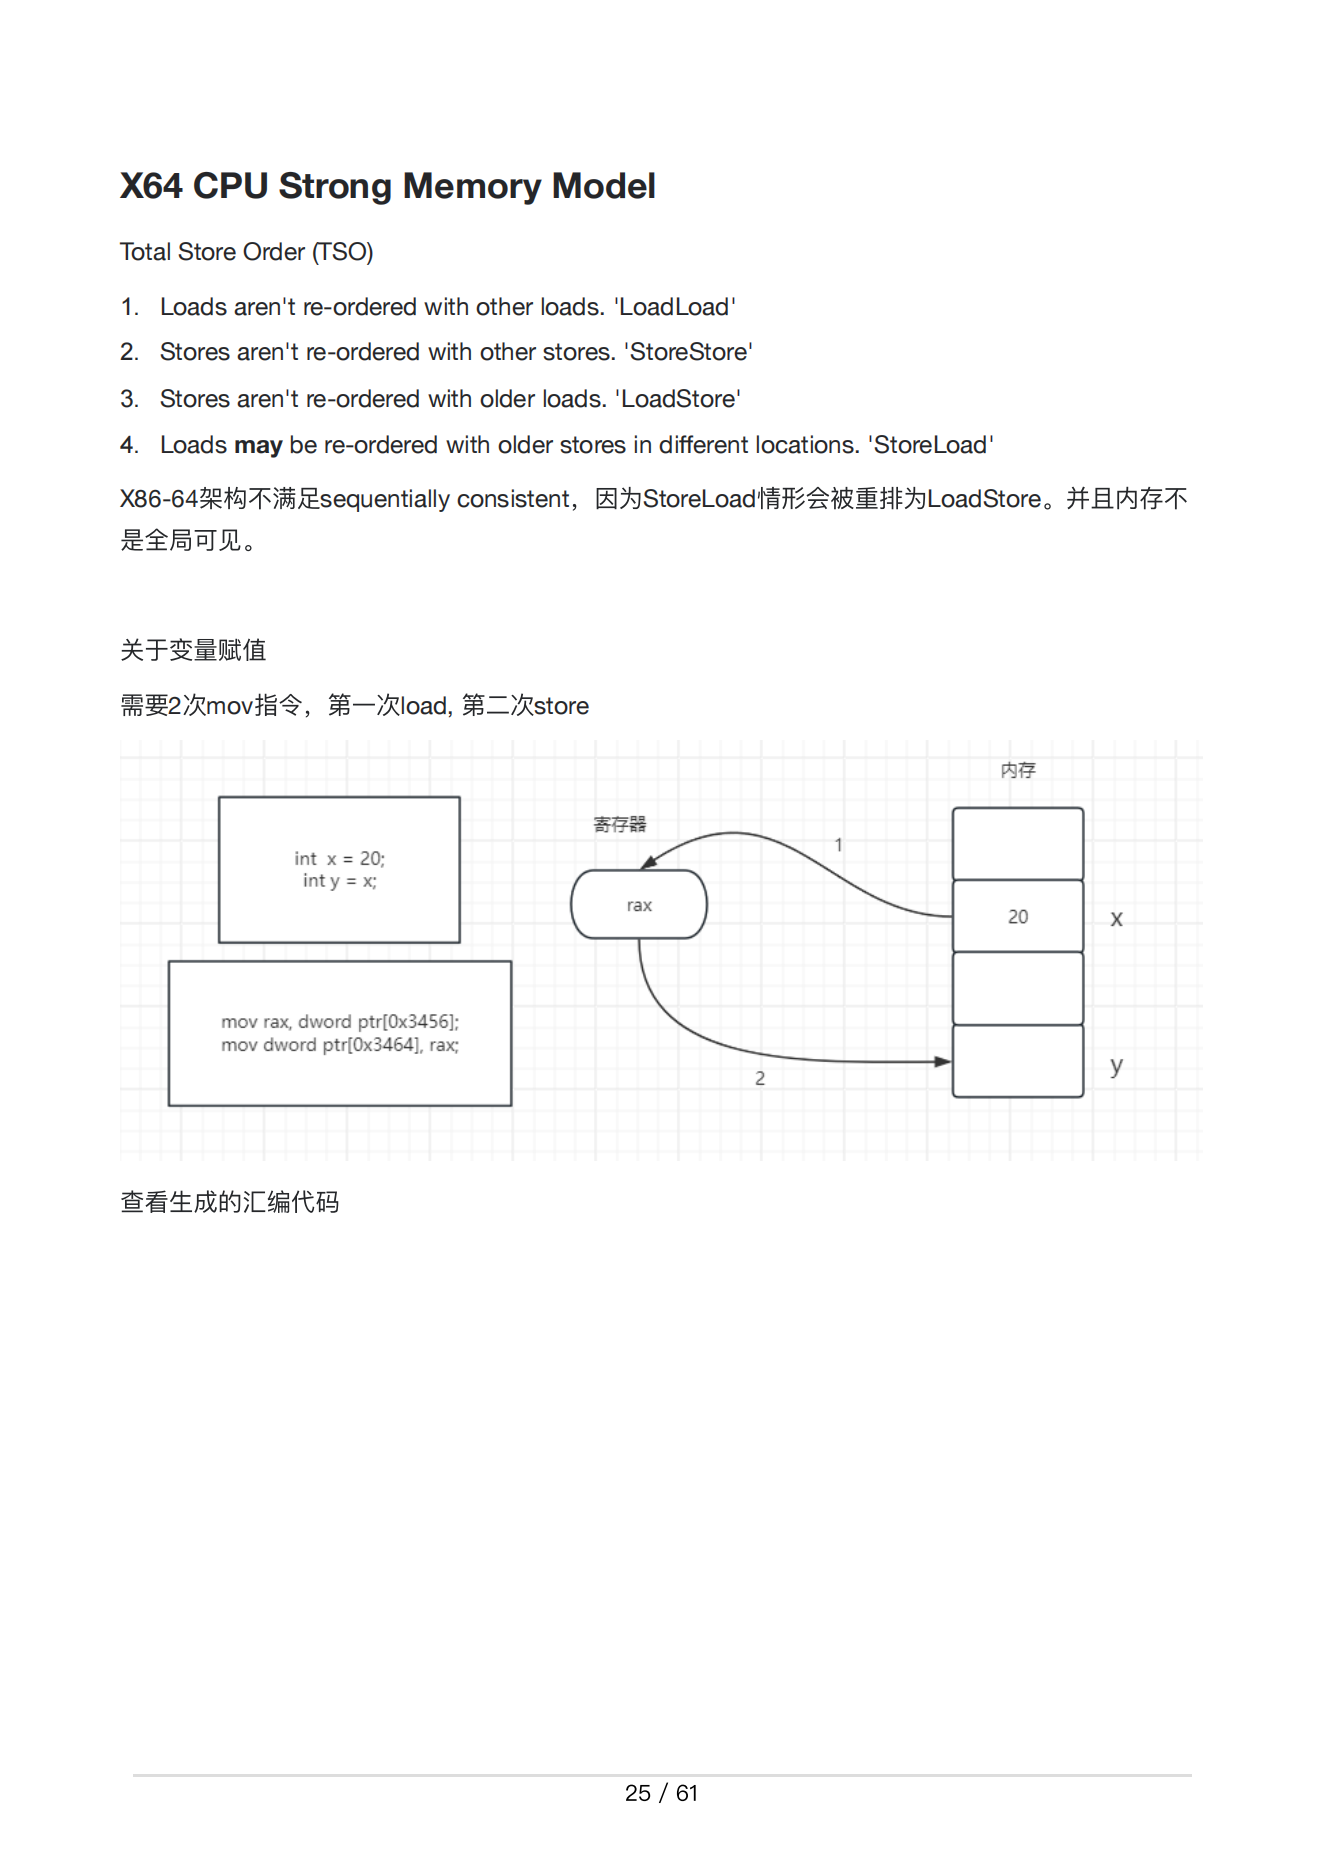 X64 CPU Strong Memory Model
Total Store Order (TSO)
1. Loads aren't re-ordered with other loads. 'LoadLoad'
2. Stores aren't re-ordered with other stores. 'StoreStore'
3. Stores aren't re-ordered with older loads. 'LoadStore'
4. Loads may be re-ordered with older stores in different locations. 'StoreLoad'
X86-64架构不满足sequentially consistent，因为StoreLoad情形会被重排为LoadStore。并且内存不
是全局可见。
关于变量赋值
需要2次mov指令，第一次load, 第二次store
int x = 20;
int y = x;
mov rax, dword ptr[0x3456];
mov dword ptr[0x3464], rax;
寄存器
rax
1
2
内存
20
x
y
查看生成的汇编代码
25 / 61